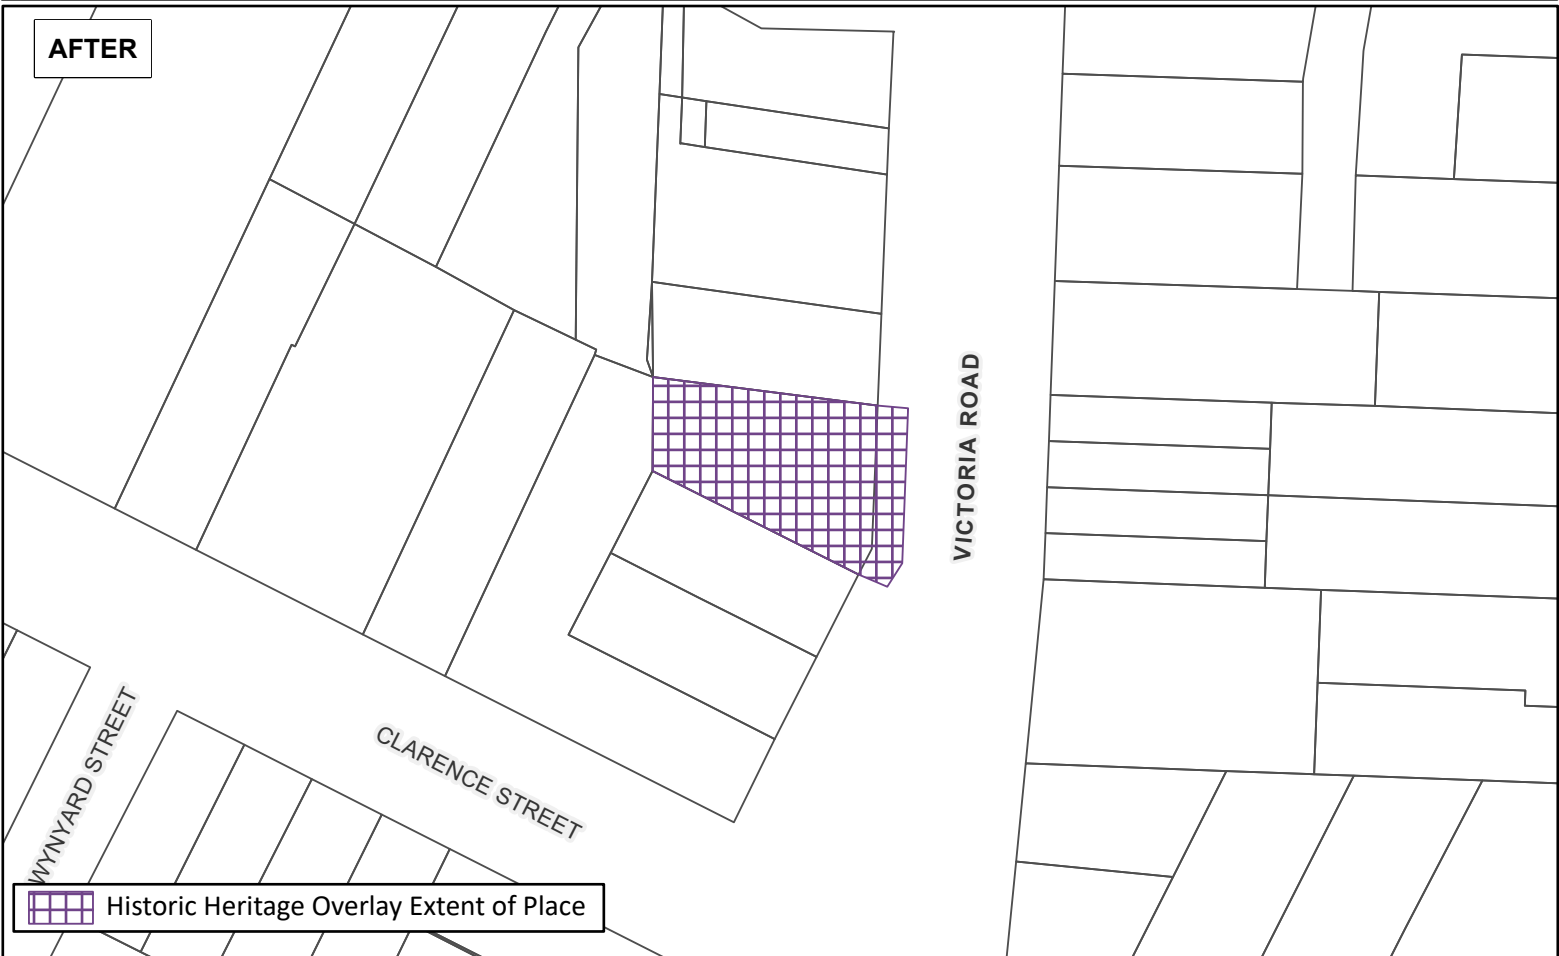 AFTER
VICTORIA ROAD
CLARENCE STREET
WYNYARD STREET
Historic Heritage Overlay Extent of Place